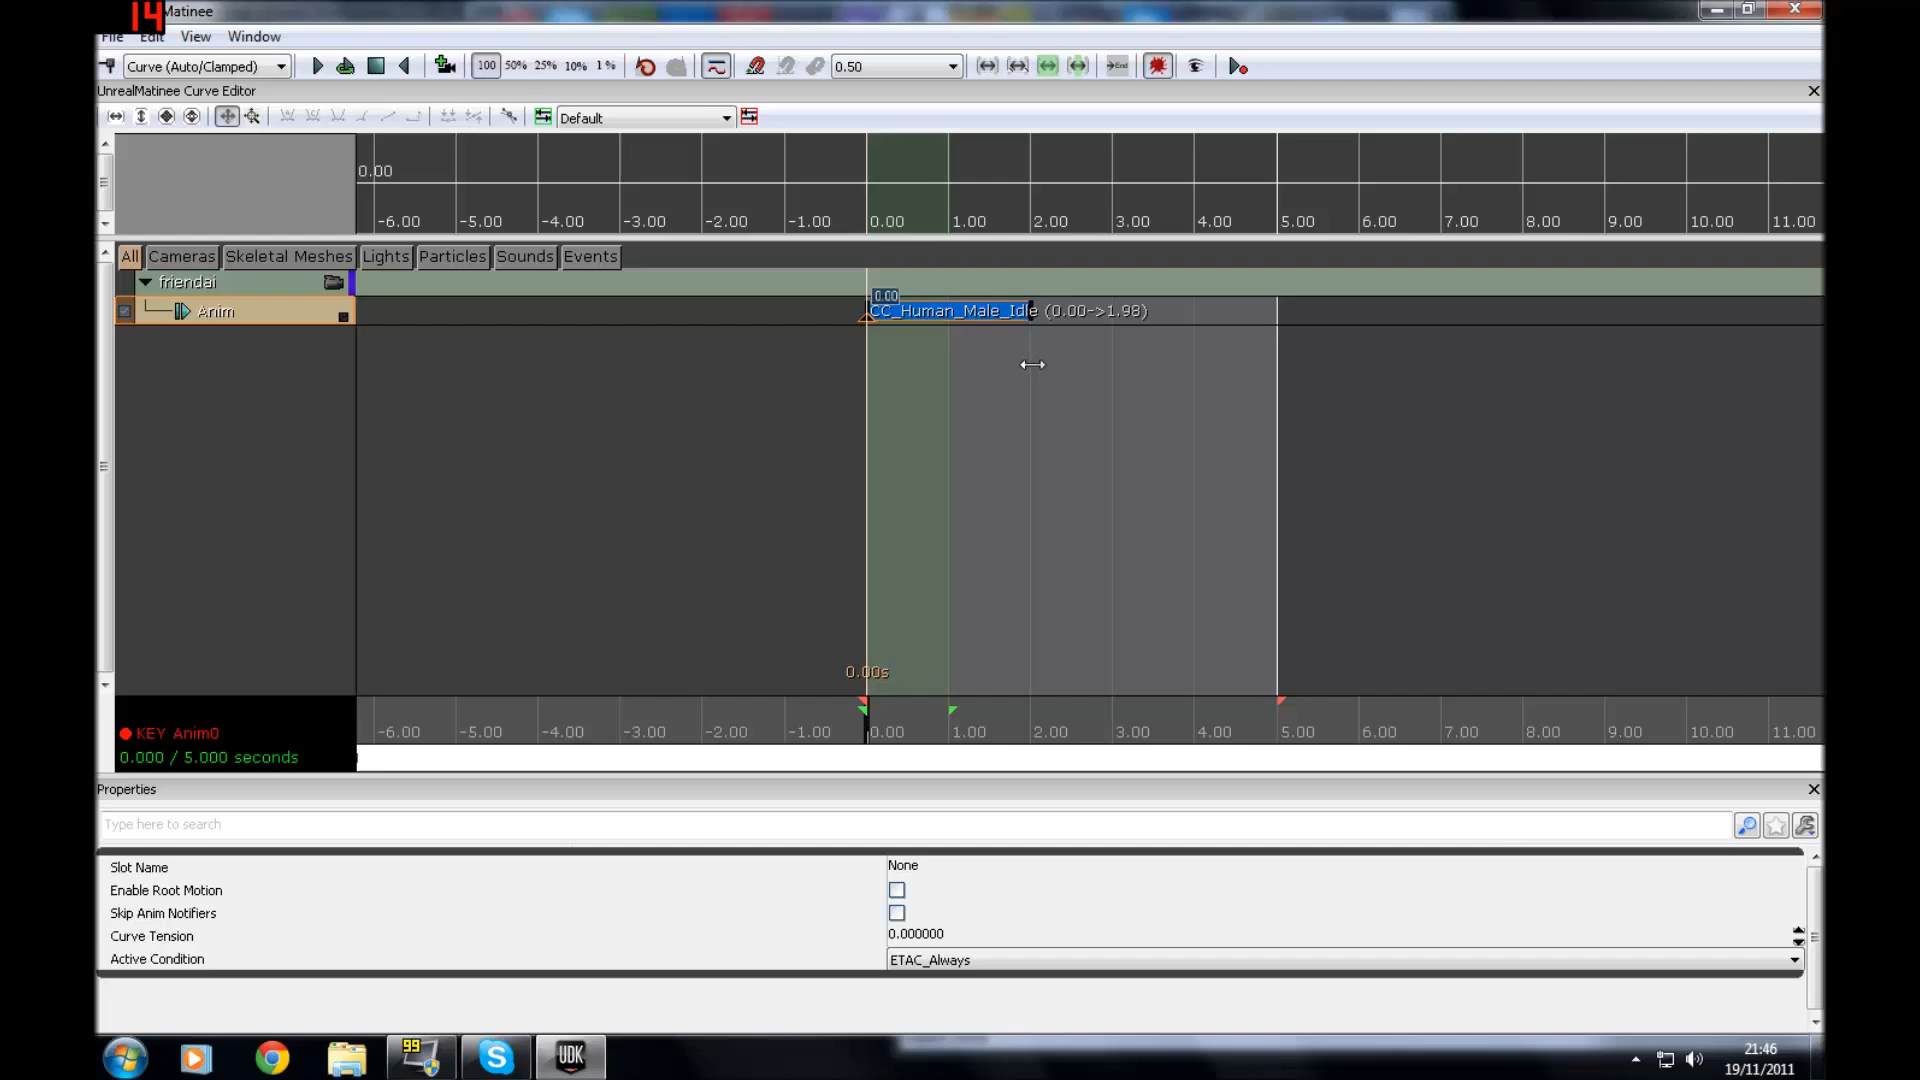 14
Matinee
File Edit View Window
Curve (Auto/Clamped) 100 50% 25% 10% 1 % 0.50 End
UnrealMatinee Curve Editor
Default
0.00
-6.00 -5.00 -4.00 -3.00 -2.00 -1.00 0.00 1.00 2.00 3.00 4.00 5.00 6.00 7.00 8.00 9.00 10.00 11.00
All Cameras Skeletal Meshes Lights Particles Sounds Events
friendai
0.00
Anim CC_Human_Male_Idle (0.00->1.98)
0.00s
-6.00 -5.00 -4.00 -3.00 -2.00 -1.00 0.00 1.00 2.00 3.00 4.00 5.00 6.00 7.00 8.00 9.00 10.00 11.00
KEY Anim0
0.000 / 5.000 seconds
Properties
Type here to search
Slot Name None
Enable Root Motion
Skip Anim Notifiers
Curve Tension 0.000000
Active Condition ETAC_Always
99
UDK
21:46
19/11/2011